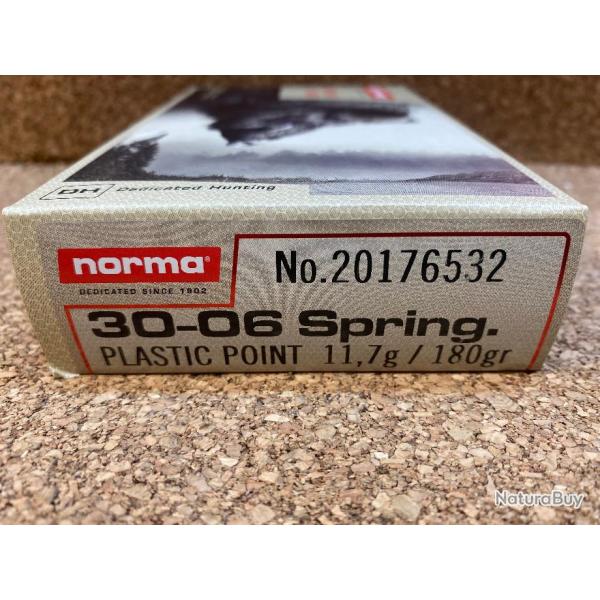 DH Dedicated Hunting
norma
DEDICATED SINCE 1902
No.20176532
30-06 Spring.
PLASTIC POINT 11,7g / 180gr
NaturaBuy